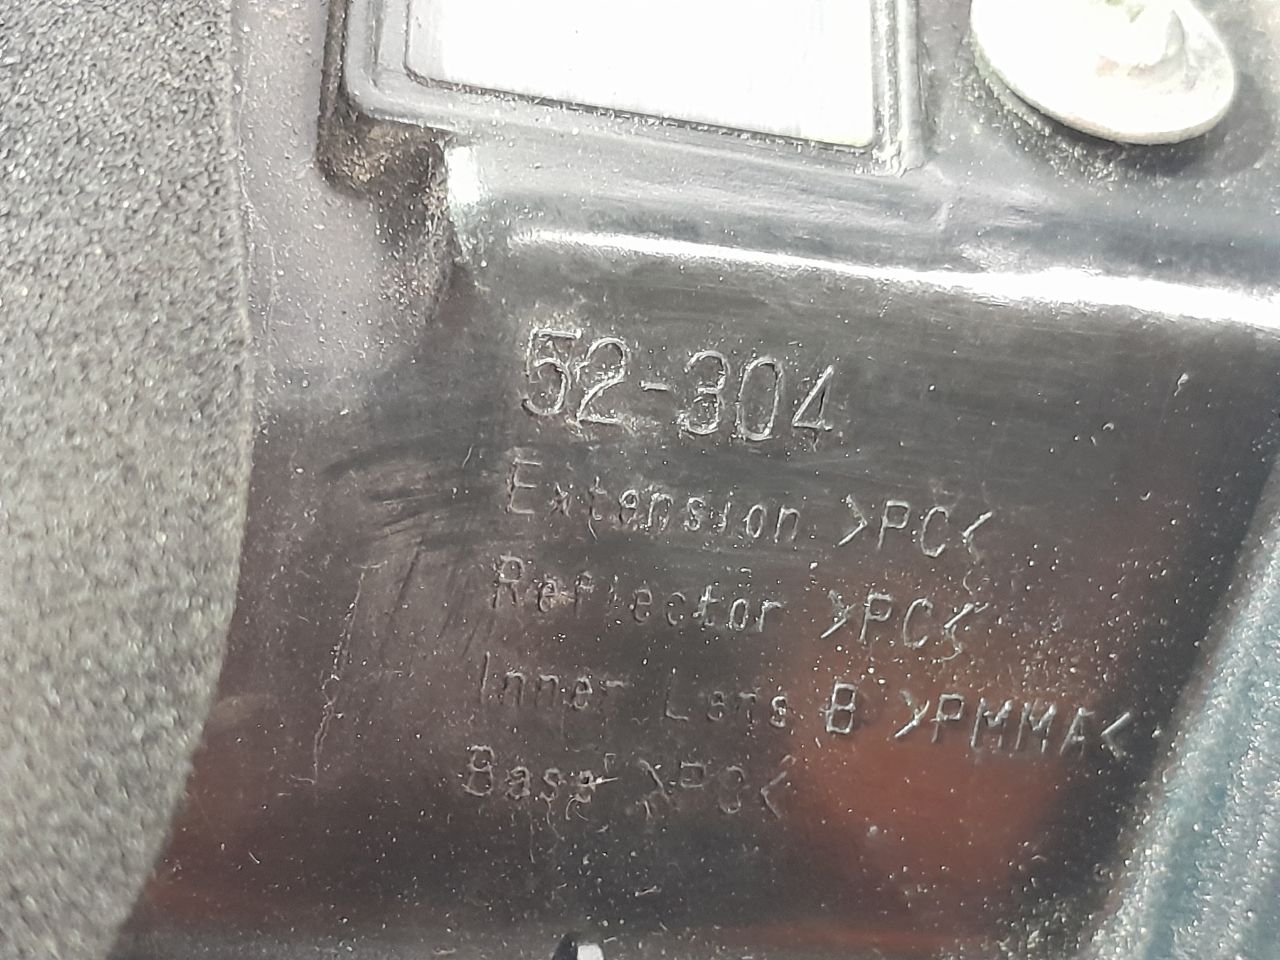 52-304
Extension >PC<
Reflector >PC<
Inner Lens B >PMMA<
Base >PC<